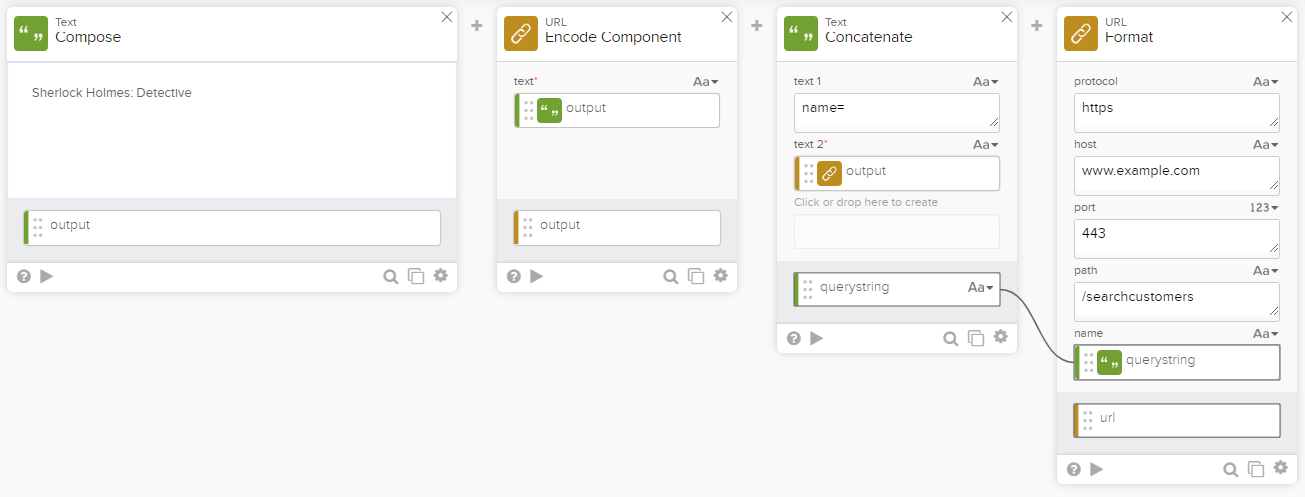 Text
Compose
Sherlock Holmes: Detective
output
URL
Encode Component
text*
Aa
output
output
Text
Concatenate
text 1
Aa
name=
text 2*
Aa
output
Click or drop here to create
querystring
Aa
URL
Format
protocol
Aa
https
host
Aa
www.example.com
port
123
443
path
Aa
/searchcustomers
name
Aa
querystring
url